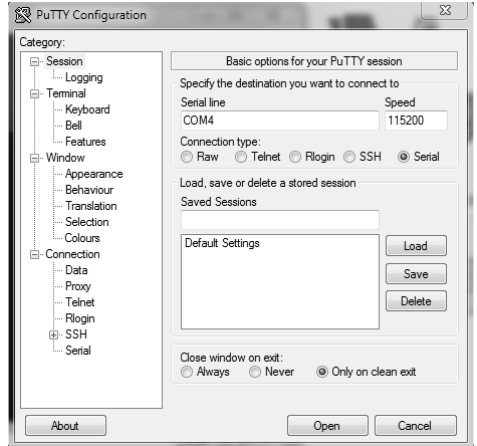 PuTTY Configuration
Category:
Session
Logging
Terminal
Keyboard
Bell
Features
Window
Appearance
Behaviour
Translation
Selection
Colours
Connection
Data
Proxy
Telnet
Rlogin
SSH
Serial
Basic options for your PuTTY session
Specify the destination you want to connect to
Serial line Speed
COM4 115200
Connection type:
Raw Telnet Rlogin SSH Serial
Load, save or delete a stored session
Saved Sessions
Default Settings
Load
Save
Delete
Close window on exit:
Always Never Only on clean exit
About Open Cancel